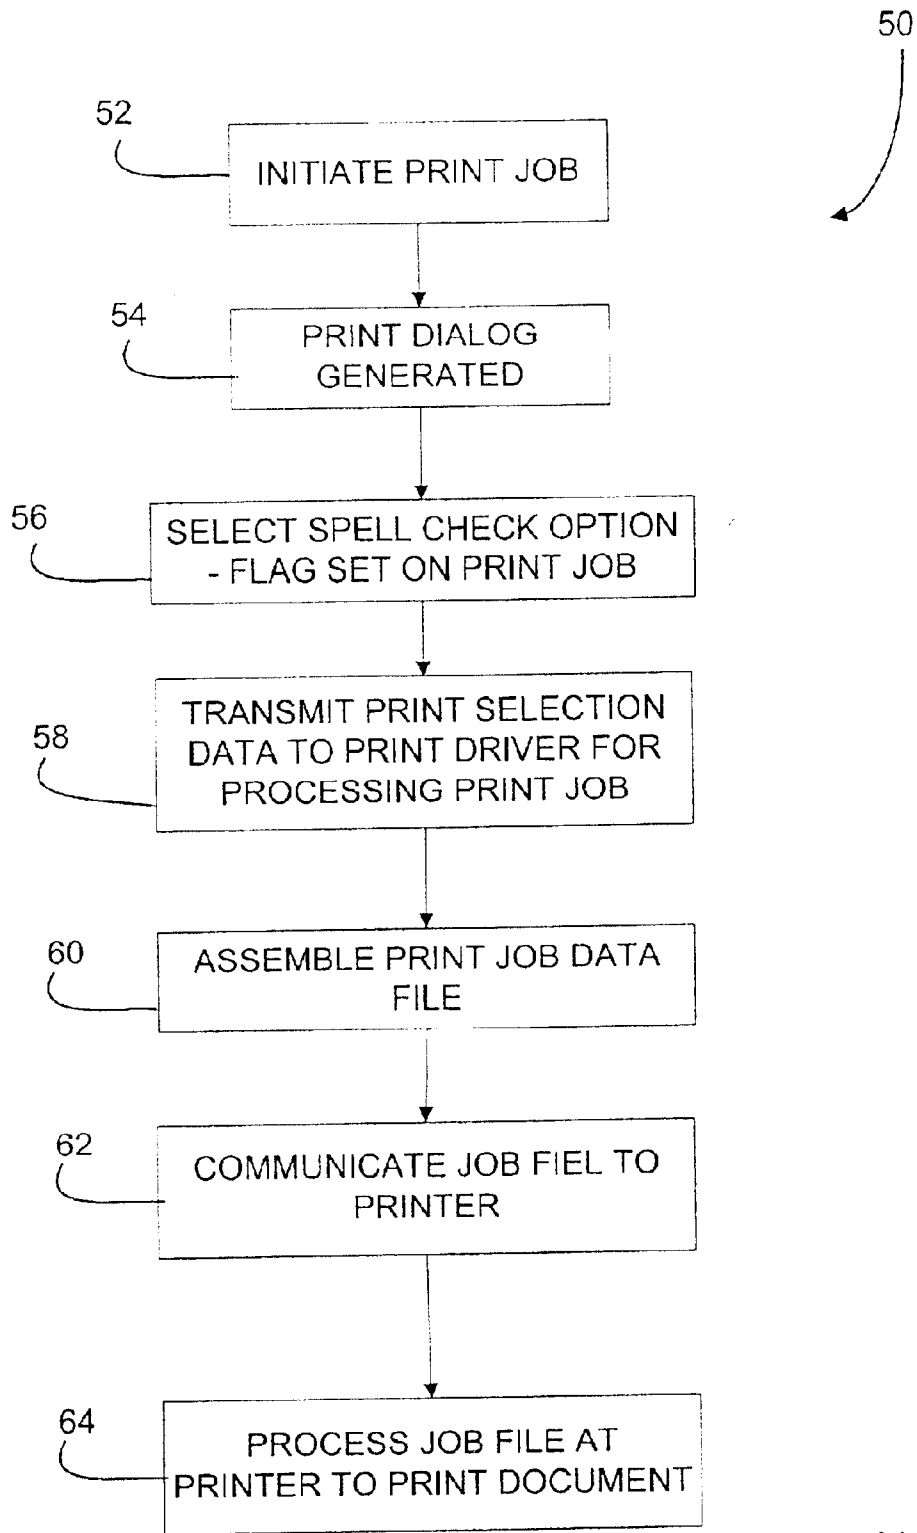 50
52
INITIATE PRINT JOB
54
PRINT DIALOG
GENERATED
56
SELECT SPELL CHECK OPTION
- FLAG SET ON PRINT JOB
58
TRANSMIT PRINT SELECTION
DATA TO PRINT DRIVER FOR
PROCESSING PRINT JOB
60
ASSEMBLE PRINT JOB DATA
FILE
62
COMMUNICATE JOB FIEL TO
PRINTER
64
PROCESS JOB FILE AT
PRINTER TO PRINT DOCUMENT